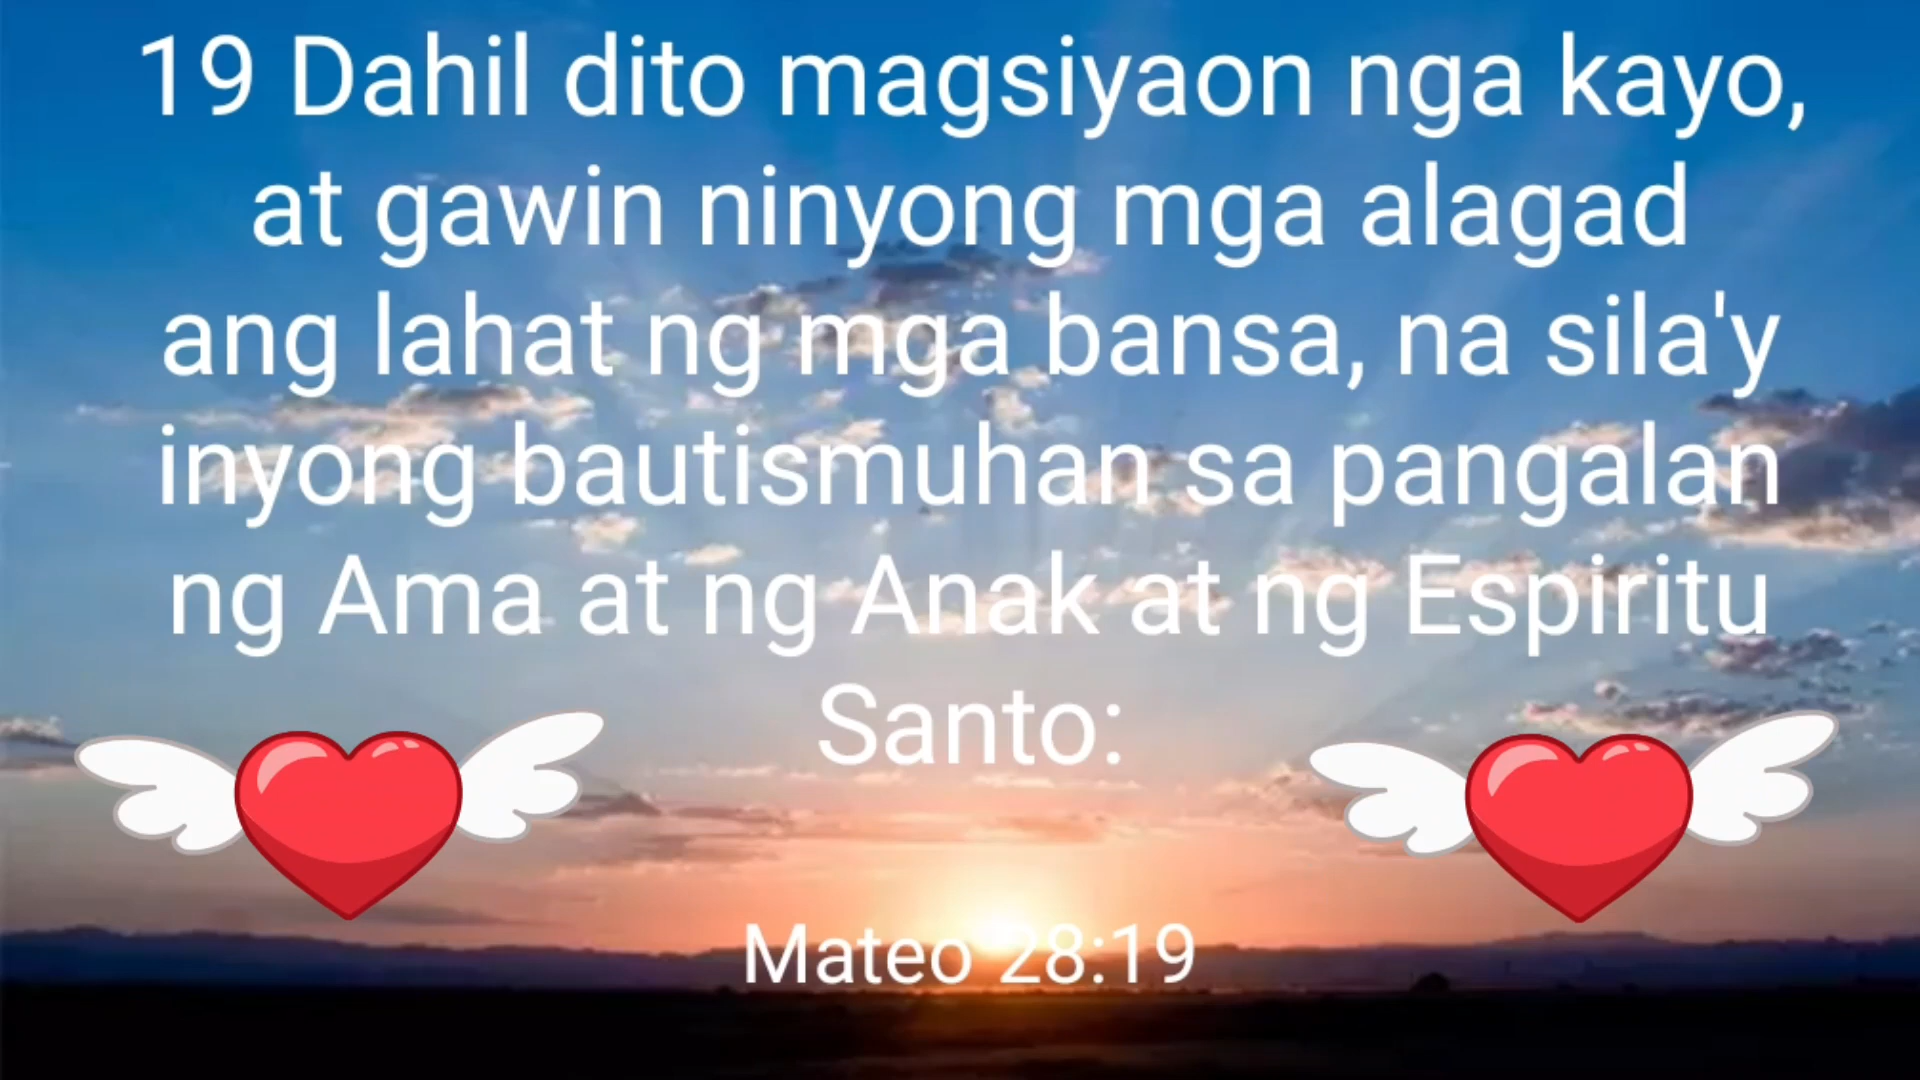 19 Dahil dito magsiyaon nga kayo,
at gawin ninyong mga alagad
ang lahat ng mga bansa, na sila'y
inyong bautismuhan sa pangalan
ng Ama at ng Anak at ng Espiritu
Santo:
Mateo 28:19